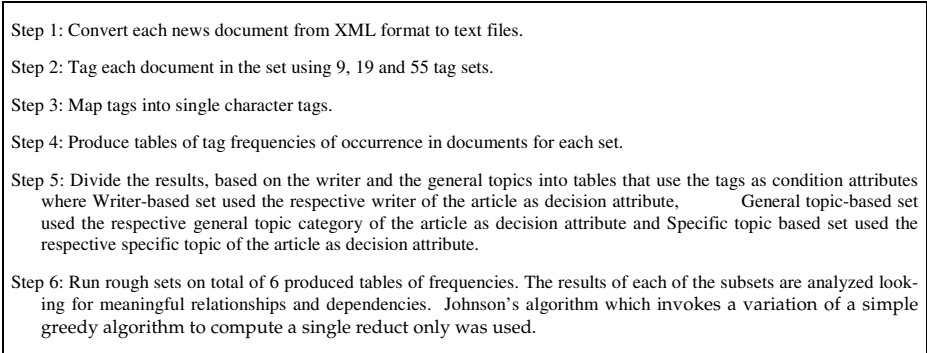 Step 1: Convert each news document from XML format to text files.
Step 2: Tag each document in the set using 9, 19 and 55 tag sets.
Step 3: Map tags into single character tags.
Step 4: Produce tables of tag frequencies of occurrence in documents for each set.
Step 5: Divide the results, based on the writer and the general topics into tables that use the tags as condition attributes
where Writer-based set used the respective writer of the article as decision attribute, General topic-based set
used the respective general topic category of the article as decision attribute and Specific topic based set used the
respective specific topic of the article as decision attribute.
Step 6: Run rough sets on total of 6 produced tables of frequencies. The results of each of the subsets are analyzed look-
ing for meaningful relationships and dependencies. Johnson's algorithm which invokes a variation of a simple
greedy algorithm to compute a single reduct only was used.